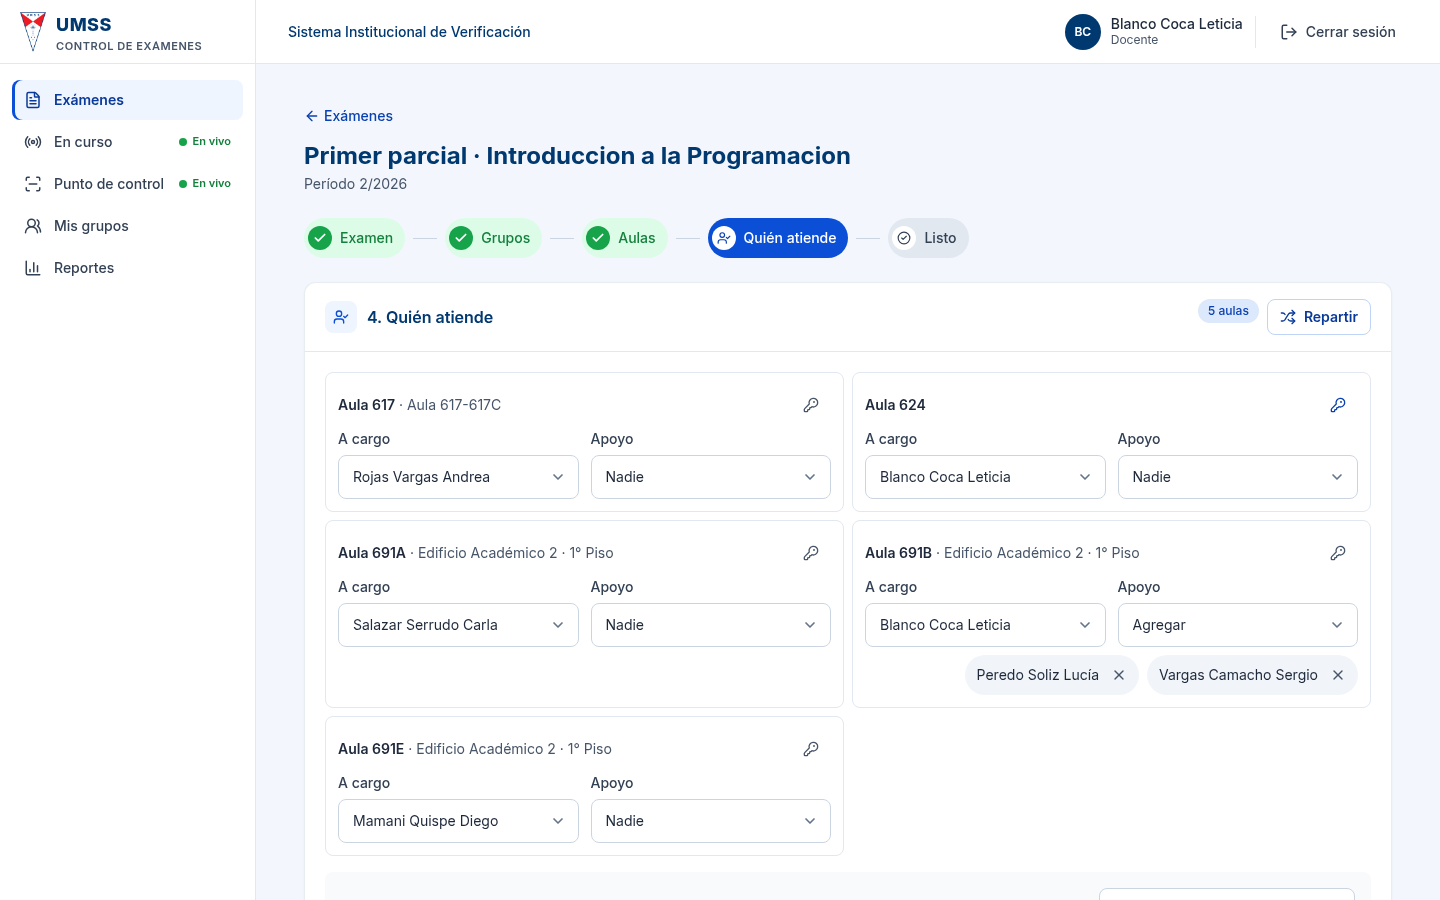 UMSS
CONTROL DE EXÁMENES
Sistema Institucional de Verificación
BC
Blanco Coca Leticia
Docente
Cerrar sesión
Exámenes
En curso
En vivo
Punto de control
En vivo
Mis grupos
Reportes
Exámenes
Primer parcial · Introduccion a la Programacion
Período 2/2026
Examen
Grupos
Aulas
Quién atiende
Listo
4. Quién atiende
5 aulas
Repartir
Aula 617 · Aula 617-617C
A cargo
Apoyo
Rojas Vargas Andrea
Nadie
Aula 624
A cargo
Apoyo
Blanco Coca Leticia
Nadie
Aula 691A · Edificio Académico 2 · 1° Piso
A cargo
Apoyo
Salazar Serrudo Carla
Nadie
Aula 691B · Edificio Académico 2 · 1° Piso
A cargo
Apoyo
Blanco Coca Leticia
Agregar
Peredo Soliz Lucía
Vargas Camacho Sergio
Aula 691E · Edificio Académico 2 · 1° Piso
A cargo
Apoyo
Mamani Quispe Diego
Nadie